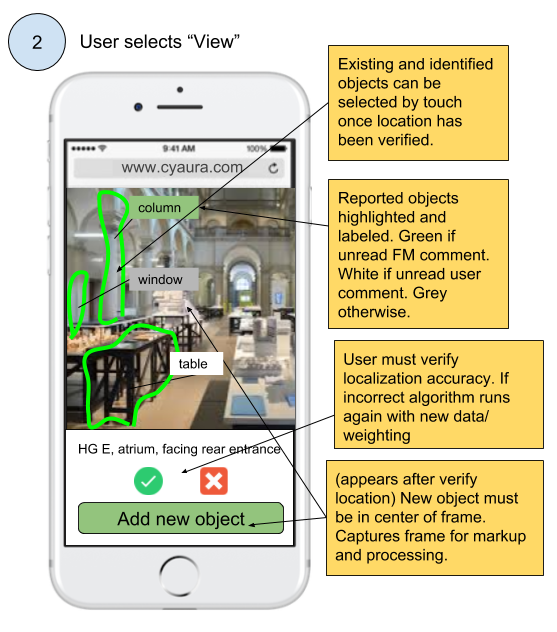 2
User selects “View”
Existing and identified
objects can be
selected by touch
once location has
been verified.
9:41 AM
100%
www.cyaura.com
column
window
table
Reported objects
highlighted and
labeled. Green if
unread FM comment.
White if unread user
comment. Grey
otherwise.
User must verify
localization accuracy. If
incorrect algorithm runs
again with new data/
weighting
HG E, atrium, facing rear entrance
Add new object
(appears after verify
location) New object must
be in center of frame.
Captures frame for markup
and processing.